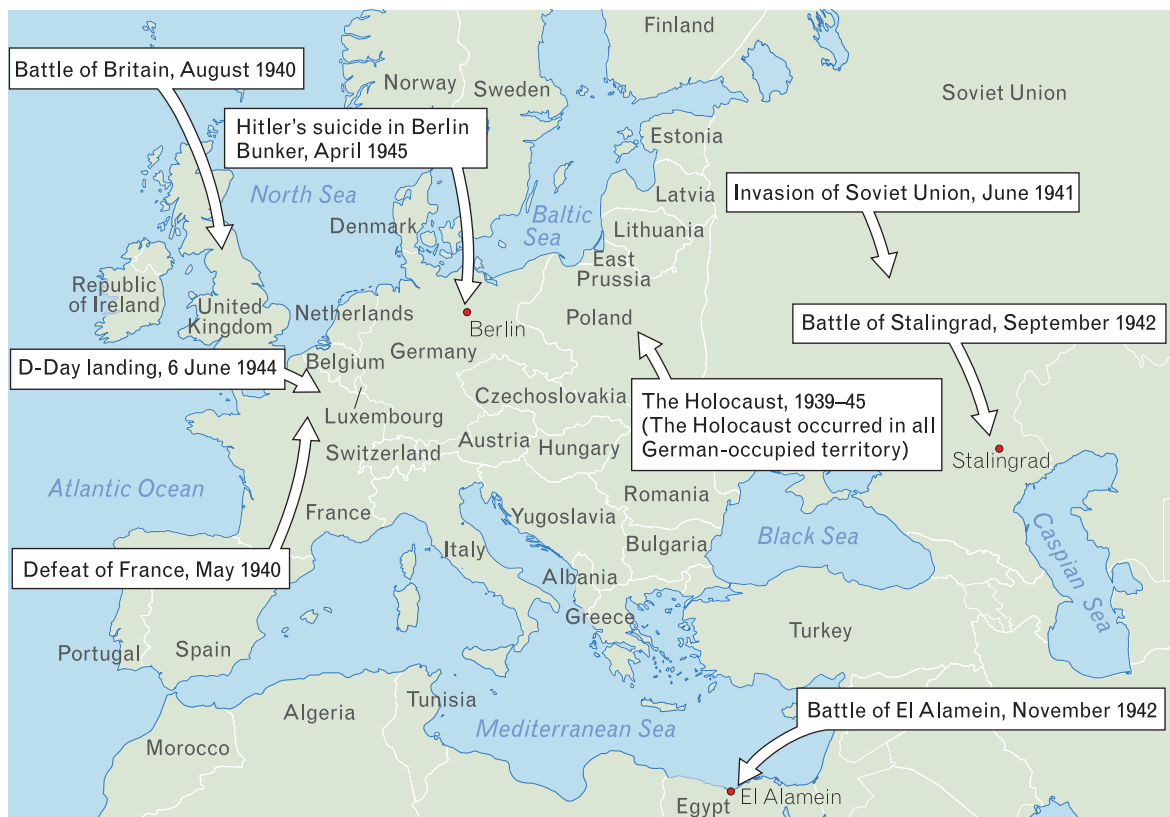 Finland
Battle of Britain, August 1940
Norway
Sweden
Soviet Union
Hitler's suicide in Berlin
Bunker, April 1945
Estonia
North Sea
Latvia
Invasion of Soviet Union, June 1941
Denmark
Baltic
Sea
Lithuania
East
Prussia
Republic
of Ireland
United
Kingdom
Netherlands
Berlin
Poland
Battle of Stalingrad, September 1942
D-Day landing, 6 June 1944
Belgium
Germany
Luxembourg
Czechoslovakia
The Holocaust, 1939–45
(The Holocaust occurred in all
German-occupied territory)
Switzerland
Austria
Hungary
Stalingrad
Atlantic Ocean
France
Romania
Yugoslavia
Black Sea
Caspian Sea
Italy
Bulgaria
Defeat of France, May 1940
Albania
Greece
Turkey
Portugal
Spain
Algeria
Tunisia
Mediterranean Sea
Battle of El Alamein, November 1942
Morocco
Egypt
El Alamein